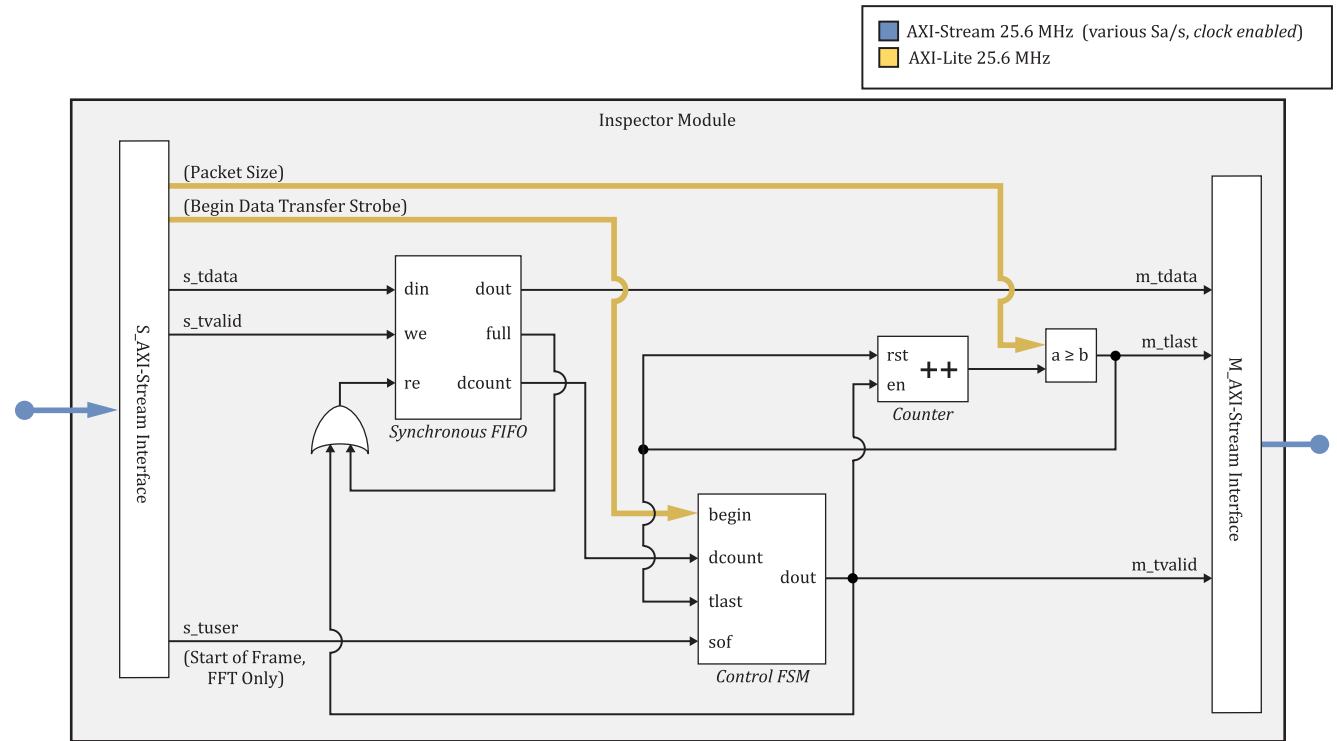 AXI-Stream 25.6 MHz (various Sa/s, clock enabled)
AXI-Lite 25.6 MHz
Inspector Module
(Packet Size)
(Begin Data Transfer Strobe)
s_tdata
s_tvalid
S_AXI-Stream Interface
din
dout
we
full
re
dcount
Synchronous FIFO
m_tdata
m_tlast
rst
++
en
Counter
a ≥ b
M_AXI-Stream Interface
begin
dcount
dout
tlast
sof
Control FSM
m_tvalid
s_tuser
(Start of Frame,
FFT Only)